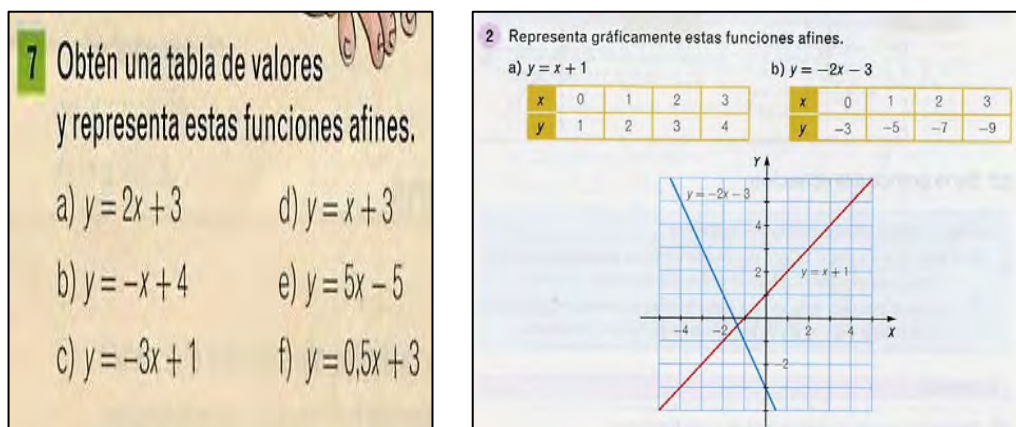 7 Obtén una tabla de valores
y representa estas funciones afines.
a) y = 2x + 3
d) y = x + 3
b) y = –x + 4
e) y = 5x – 5
c) y = –3x + 1
f) y = 0,5x + 3
2 Representa gráficamente estas funciones afines.
a) y = x + 1
b) y = –2x – 3
x 0 1 2 3
y 1 2 3 4
x 0 1 2 3
y –3 –5 –7 –9
Y
y = –2x – 3
4
2
y = x + 1
–4 –2 2 4 X
–2